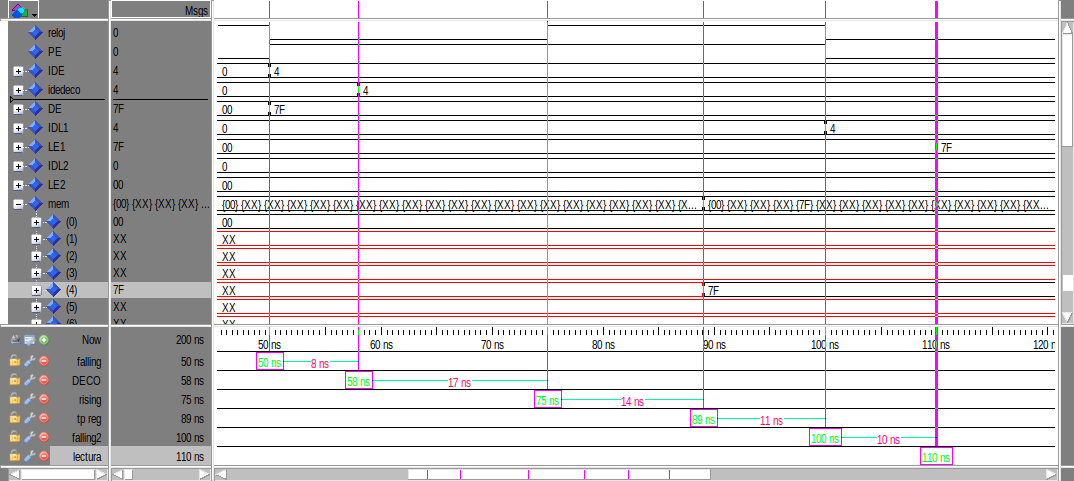 Msgs
reloj 0
PE 0
IDE 4 0 4
idedeco 4 0 4
DE 7F 00 7F
IDL1 4 0 4
LE1 7F 00 7F
IDL2 0 0
LE2 00 00
mem {00} {XX} {XX} {XX} ... {00} {XX} {XX} {XX} {XX} {XX} {XX} {XX} {XX} {XX} {XX} {XX} {XX} {XX} {XX} {XX} {XX} {XX} {XX} {XX} {X... {00} {XX} {XX} {XX} {7F} {XX} {XX} {XX} {XX} {XX} {XX} {XX} {XX} {XX} {XX...
(0) 00 00
(1) XX XX
(2) XX XX
(3) XX XX
(4) 7F XX 7F
(5) XX XX
(6) XX XX
Now 200 ns 50 ns 60 ns 70 ns 80 ns 90 ns 100 ns 110 ns 120 n
falling 50 ns 50 ns 8 ns
DECO 58 ns 58 ns 17 ns
rising 75 ns 75 ns 14 ns
tp reg 89 ns 89 ns 11 ns
falling2 100 ns 100 ns 10 ns
lectura 110 ns 110 ns